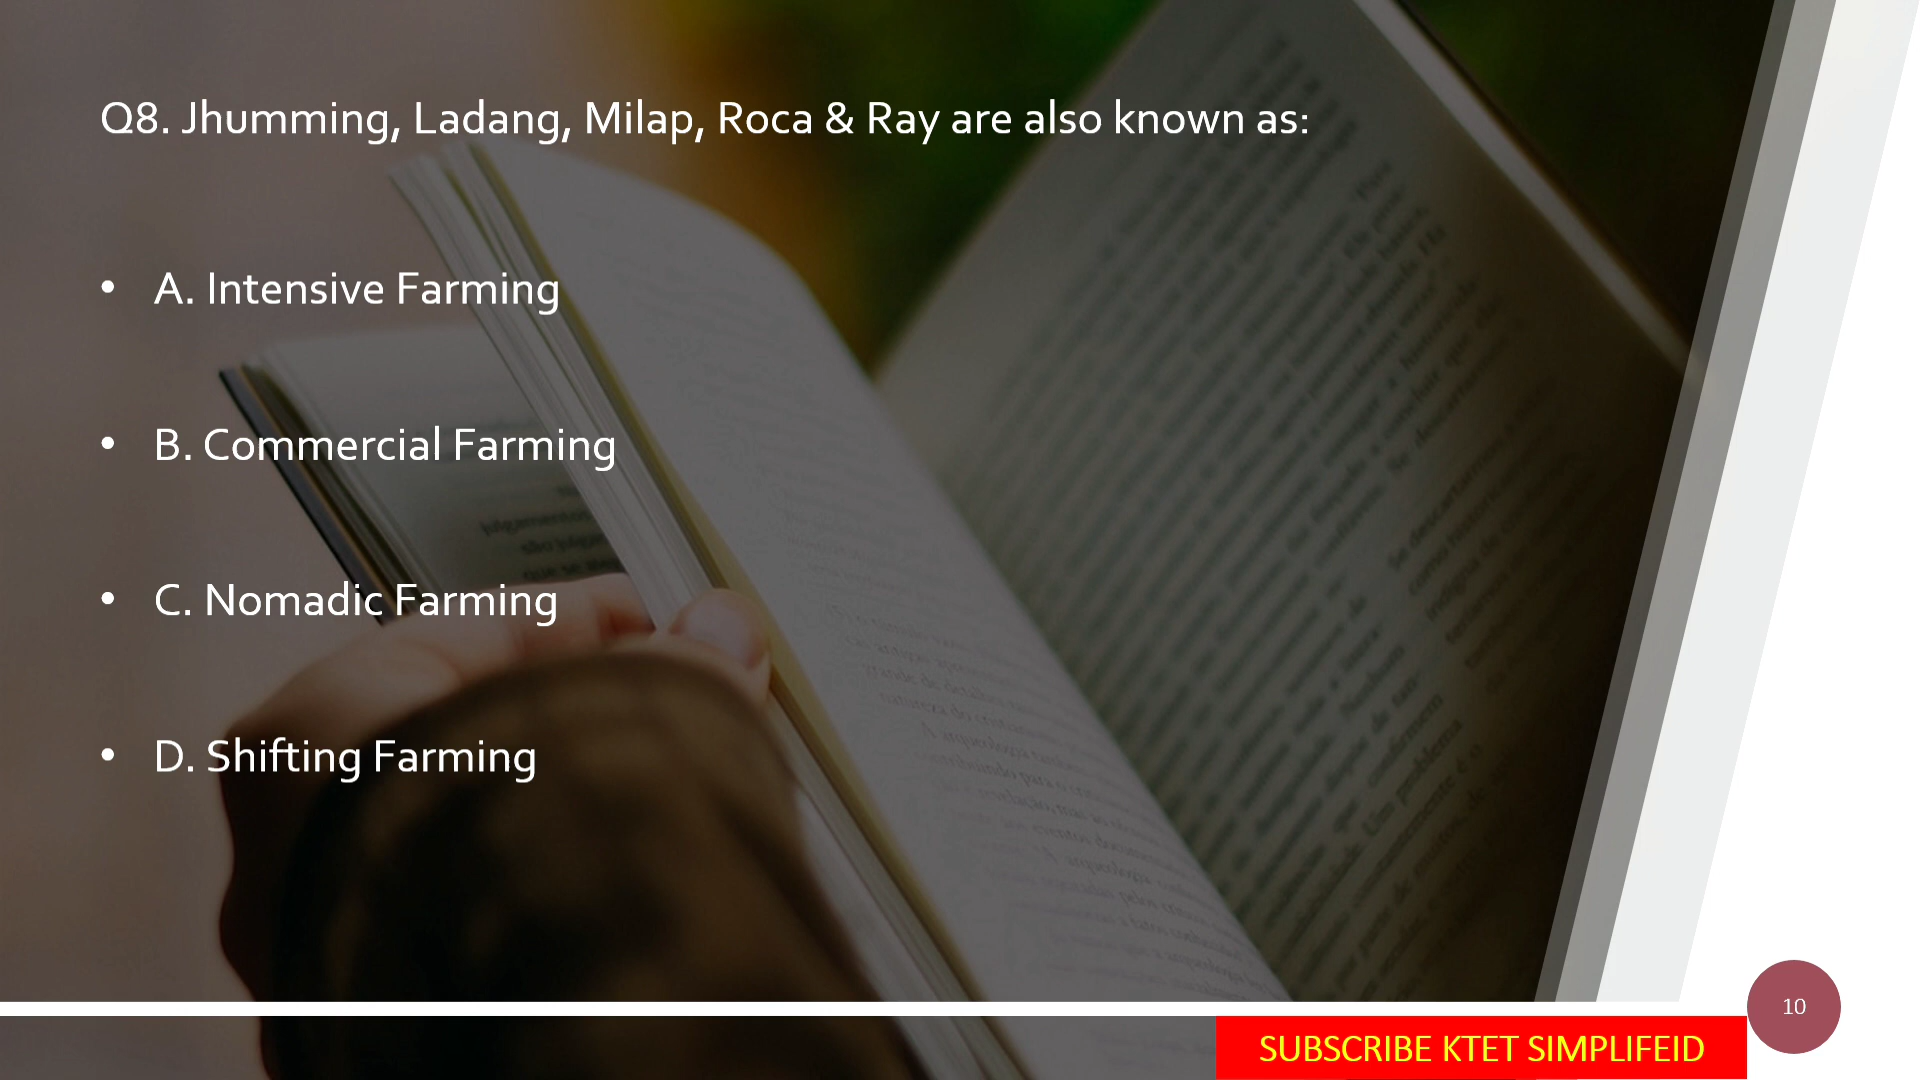 Q8. Jhumming, Ladang, Milap, Roca & Ray are also known as:
• A. Intensive Farming
• B. Commercial Farming
• C. Nomadic Farming
• D. Shifting Farming
10
SUBSCRIBE KTET SIMPLIFEID